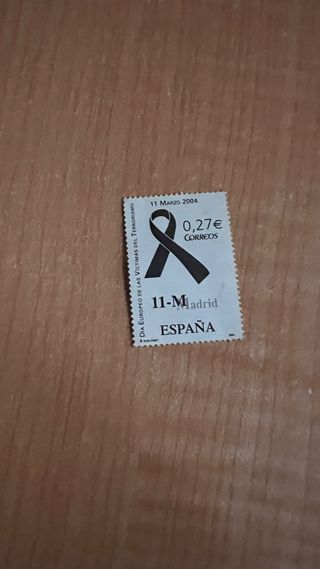 11 MARZO 2004
DÍA EUROPEO DE LAS VÍCTIMAS DEL TERRORISMO
0,27€
CORREOS
11-M Madrid
ESPAÑA